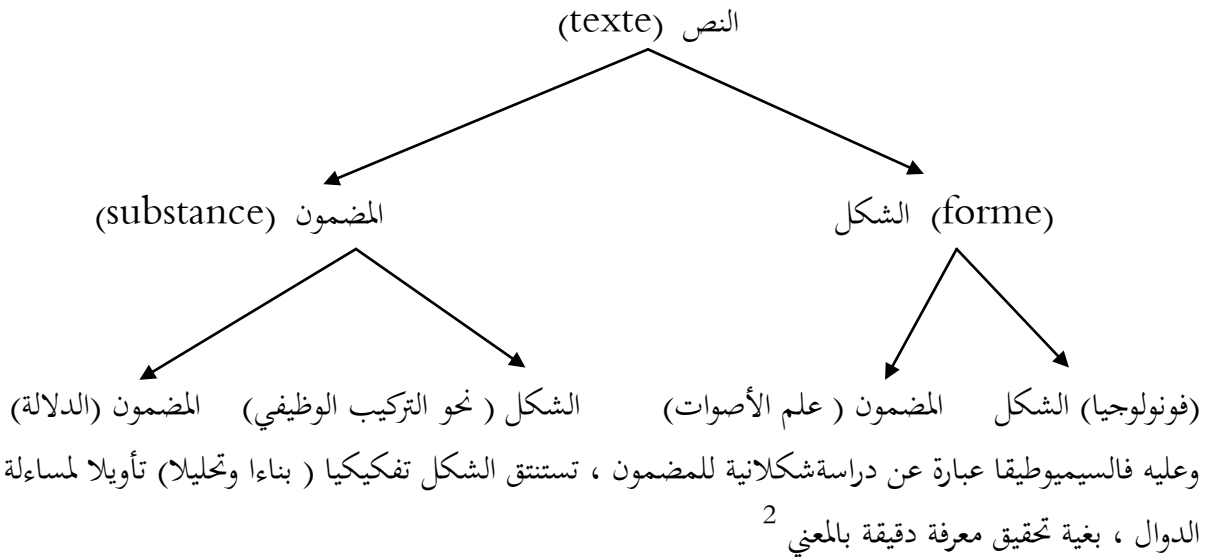 النص (texte)
(forme) الشكل المضمون (substance)
(فونولوجيا) الشكل المضمون ( علم الأصوات) الشكل ( نحو التركيب الوظيفي) المضمون (الدلالة)
وعليه فالسيميوطيقا عبارة عن دراسةشكلانية للمضمون ، تستنتق الشكل تفكيكيا ( بناءا وتحليلا) تأويلا لمساءلة
الدوال ، بغية تحقيق معرفة دقيقة بالمعني 2